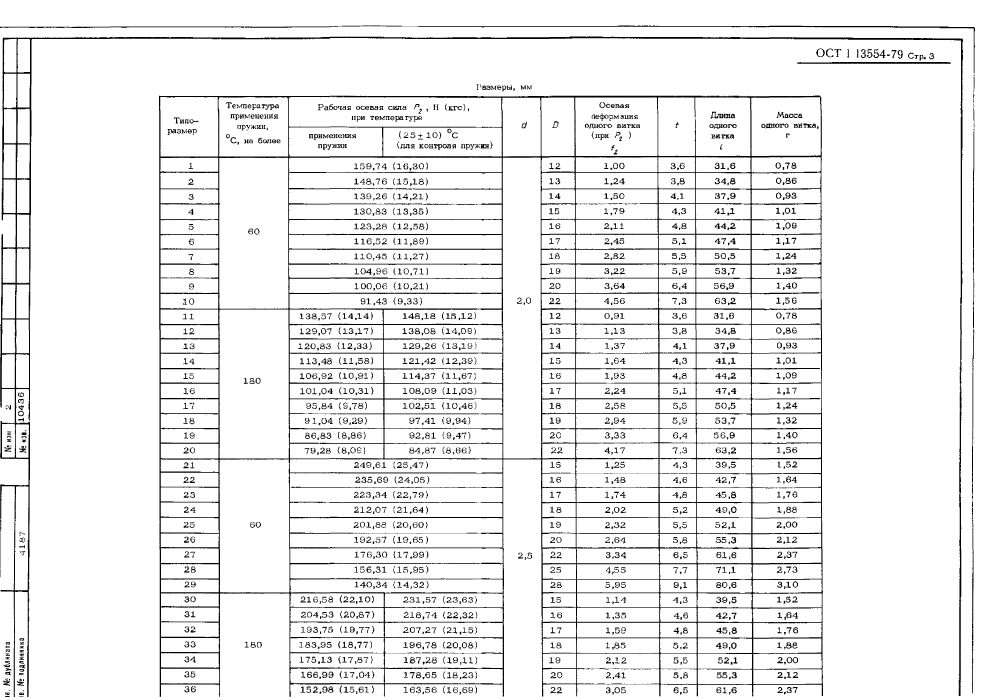 ОСТ 1 13554-79 Стр. 3
Размеры, мм
Типо-размер | Температура применения пружин, °С, не более | Рабочая осевая сила P₂, Н (кгс), при температуре | d | D | Осевая деформация одного витка (при P₂) f₂ | t | Длина одного витка l | Масса одного витка, г
применения пружин | (25±10) °С (для контроля пружин)
1 | 60 | 159,74 (16,30) | 2,0 | 12 | 1,00 | 3,6 | 31,6 | 0,78
2 | 148,76 (15,18) | 13 | 1,24 | 3,8 | 34,8 | 0,86
3 | 139,26 (14,21) | 14 | 1,50 | 4,1 | 37,9 | 0,93
4 | 130,83 (13,35) | 15 | 1,79 | 4,3 | 41,1 | 1,01
5 | 123,28 (12,58) | 16 | 2,11 | 4,8 | 44,2 | 1,09
6 | 116,52 (11,89) | 17 | 2,45 | 5,1 | 47,4 | 1,17
7 | 110,45 (11,27) | 18 | 2,82 | 5,5 | 50,5 | 1,24
8 | 104,96 (10,71) | 19 | 3,22 | 5,9 | 53,7 | 1,32
9 | 100,06 (10,21) | 20 | 3,64 | 6,4 | 56,9 | 1,40
10 | 91,43 (9,33) | 22 | 4,56 | 7,3 | 63,2 | 1,56
11 | 180 | 138,57 (14,14) | 148,18 (15,12) | 12 | 0,91 | 3,6 | 31,6 | 0,78
12 | 129,07 (13,17) | 138,08 (14,09) | 13 | 1,13 | 3,8 | 34,8 | 0,86
13 | 120,83 (12,33) | 129,26 (13,19) | 14 | 1,37 | 4,1 | 37,9 | 0,93
14 | 113,48 (11,58) | 121,42 (12,39) | 15 | 1,64 | 4,3 | 41,1 | 1,01
15 | 106,92 (10,91) | 114,37 (11,67) | 16 | 1,93 | 4,8 | 44,2 | 1,09
16 | 101,04 (10,31) | 108,09 (11,03) | 17 | 2,24 | 5,1 | 47,4 | 1,17
17 | 95,84 (9,78) | 102,51 (10,46) | 18 | 2,58 | 5,5 | 50,5 | 1,24
18 | 91,04 (9,29) | 97,41 (9,94) | 19 | 2,94 | 5,9 | 53,7 | 1,32
19 | 86,83 (8,86) | 92,81 (9,47) | 20 | 3,33 | 6,4 | 56,9 | 1,40
20 | 79,28 (8,09) | 84,87 (8,66) | 22 | 4,17 | 7,3 | 63,2 | 1,56
21 | 60 | 249,61 (25,47) | 2,5 | 15 | 1,25 | 4,3 | 39,5 | 1,52
22 | 235,69 (24,05) | 16 | 1,48 | 4,6 | 42,7 | 1,64
23 | 223,34 (22,79) | 17 | 1,74 | 4,8 | 45,8 | 1,76
24 | 212,07 (21,64) | 18 | 2,02 | 5,2 | 49,0 | 1,88
25 | 201,88 (20,60) | 19 | 2,32 | 5,5 | 52,1 | 2,00
26 | 192,57 (19,65) | 20 | 2,64 | 5,8 | 55,3 | 2,12
27 | 176,30 (17,99) | 22 | 3,34 | 6,5 | 61,6 | 2,37
28 | 156,31 (15,95) | 25 | 4,55 | 7,7 | 71,1 | 2,73
29 | 140,34 (14,32) | 28 | 5,95 | 9,1 | 80,6 | 3,10
30 | 180 | 216,58 (22,10) | 231,57 (23,63) | 15 | 1,14 | 4,3 | 39,5 | 1,52
31 | 204,53 (20,87) | 218,74 (22,32) | 16 | 1,35 | 4,6 | 42,7 | 1,64
32 | 193,75 (19,77) | 207,27 (21,15) | 17 | 1,59 | 4,8 | 45,8 | 1,76
33 | 183,95 (18,77) | 196,78 (20,08) | 18 | 1,85 | 5,2 | 49,0 | 1,88
34 | 175,13 (17,87) | 187,28 (19,11) | 19 | 2,12 | 5,5 | 52,1 | 2,00
35 | 166,99 (17,04) | 178,65 (18,23) | 20 | 2,41 | 5,8 | 55,3 | 2,12
36 | 152,98 (15,61) | 163,56 (16,69) | 22 | 3,05 | 6,5 | 61,6 | 2,37
№ изм | 2
№ изв. | 10436
4187
№ дубликата
№ подлинника